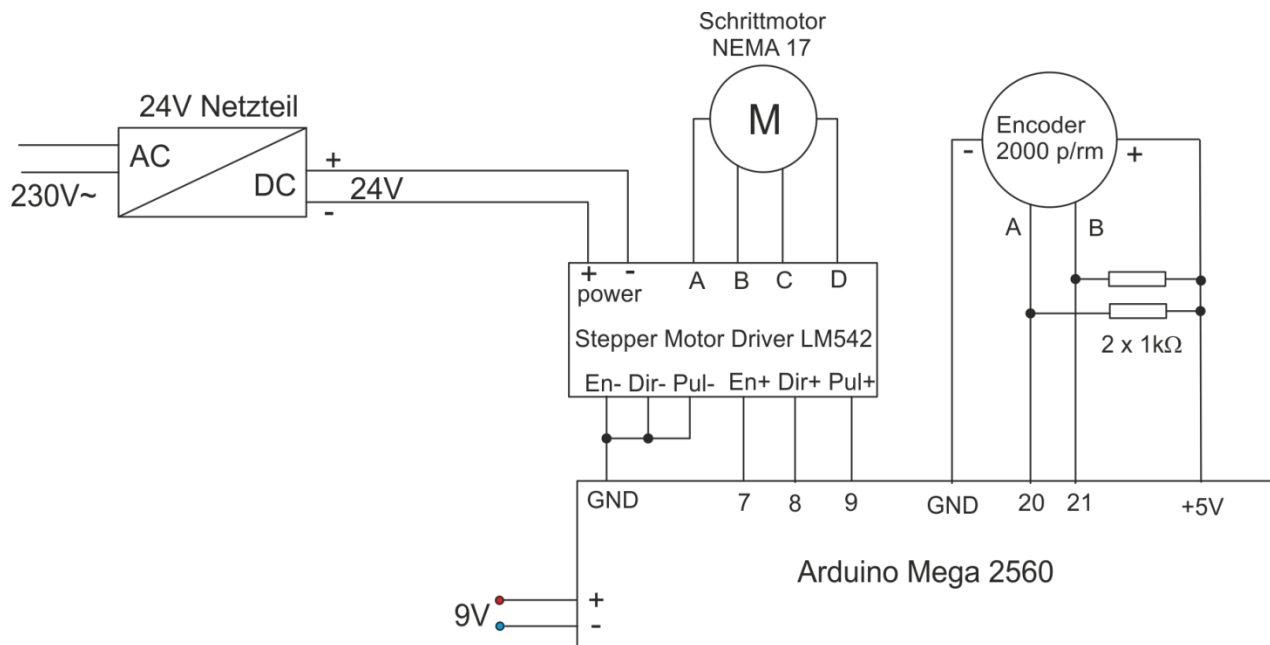 Schrittmotor
NEMA 17
M
24V Netzteil
AC
DC
230V~
+
24V
-
Encoder
2000 p/rm
-
+
A
B
2 x 1kΩ
+ -
power
A B C D
Stepper Motor Driver LM542
En- Dir- Pul- En+ Dir+ Pul+
GND 7 8 9 GND 20 21 +5V
Arduino Mega 2560
9V
+
-